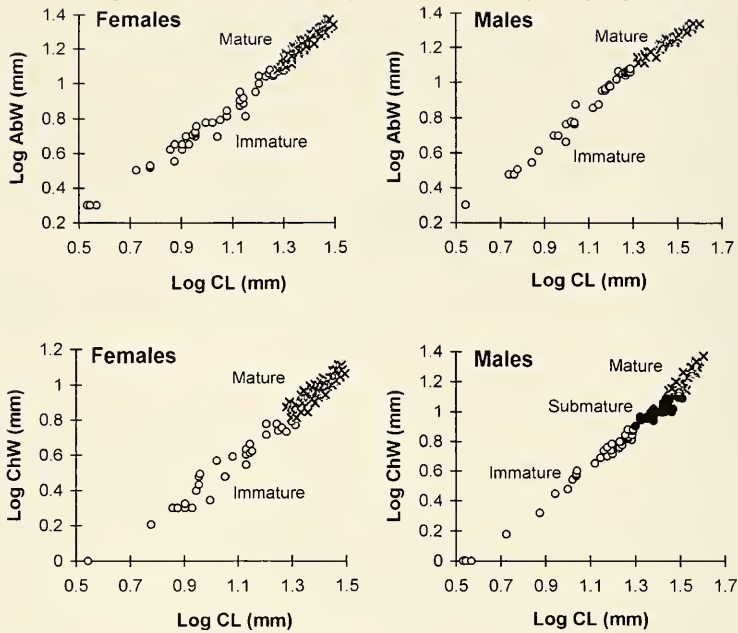 Females
Mature
Immature
Log AbW (mm)
1.4
1.2
1
0.8
0.6
0.4
0.2
0.5 0.7 0.9 1.1 1.3 1.5
Log CL (mm)
Males
Mature
Immature
Log AbW (mm)
1.4
1.2
1
0.8
0.6
0.4
0.2
0.5 0.7 0.9 1.1 1.3 1.5 1.7
Log CL (mm)
Females
Mature
Immature
Log ChW (mm)
1.2
1
0.8
0.6
0.4
0.2
0
0.5 0.7 0.9 1.1 1.3 1.5
Log CL (mm)
Males
Mature
Submature
Immature
Log ChW (mm)
1.4
1.2
1
0.8
0.6
0.4
0.2
0
0.5 0.7 0.9 1.1 1.3 1.5 1.7
Log CL (mm)